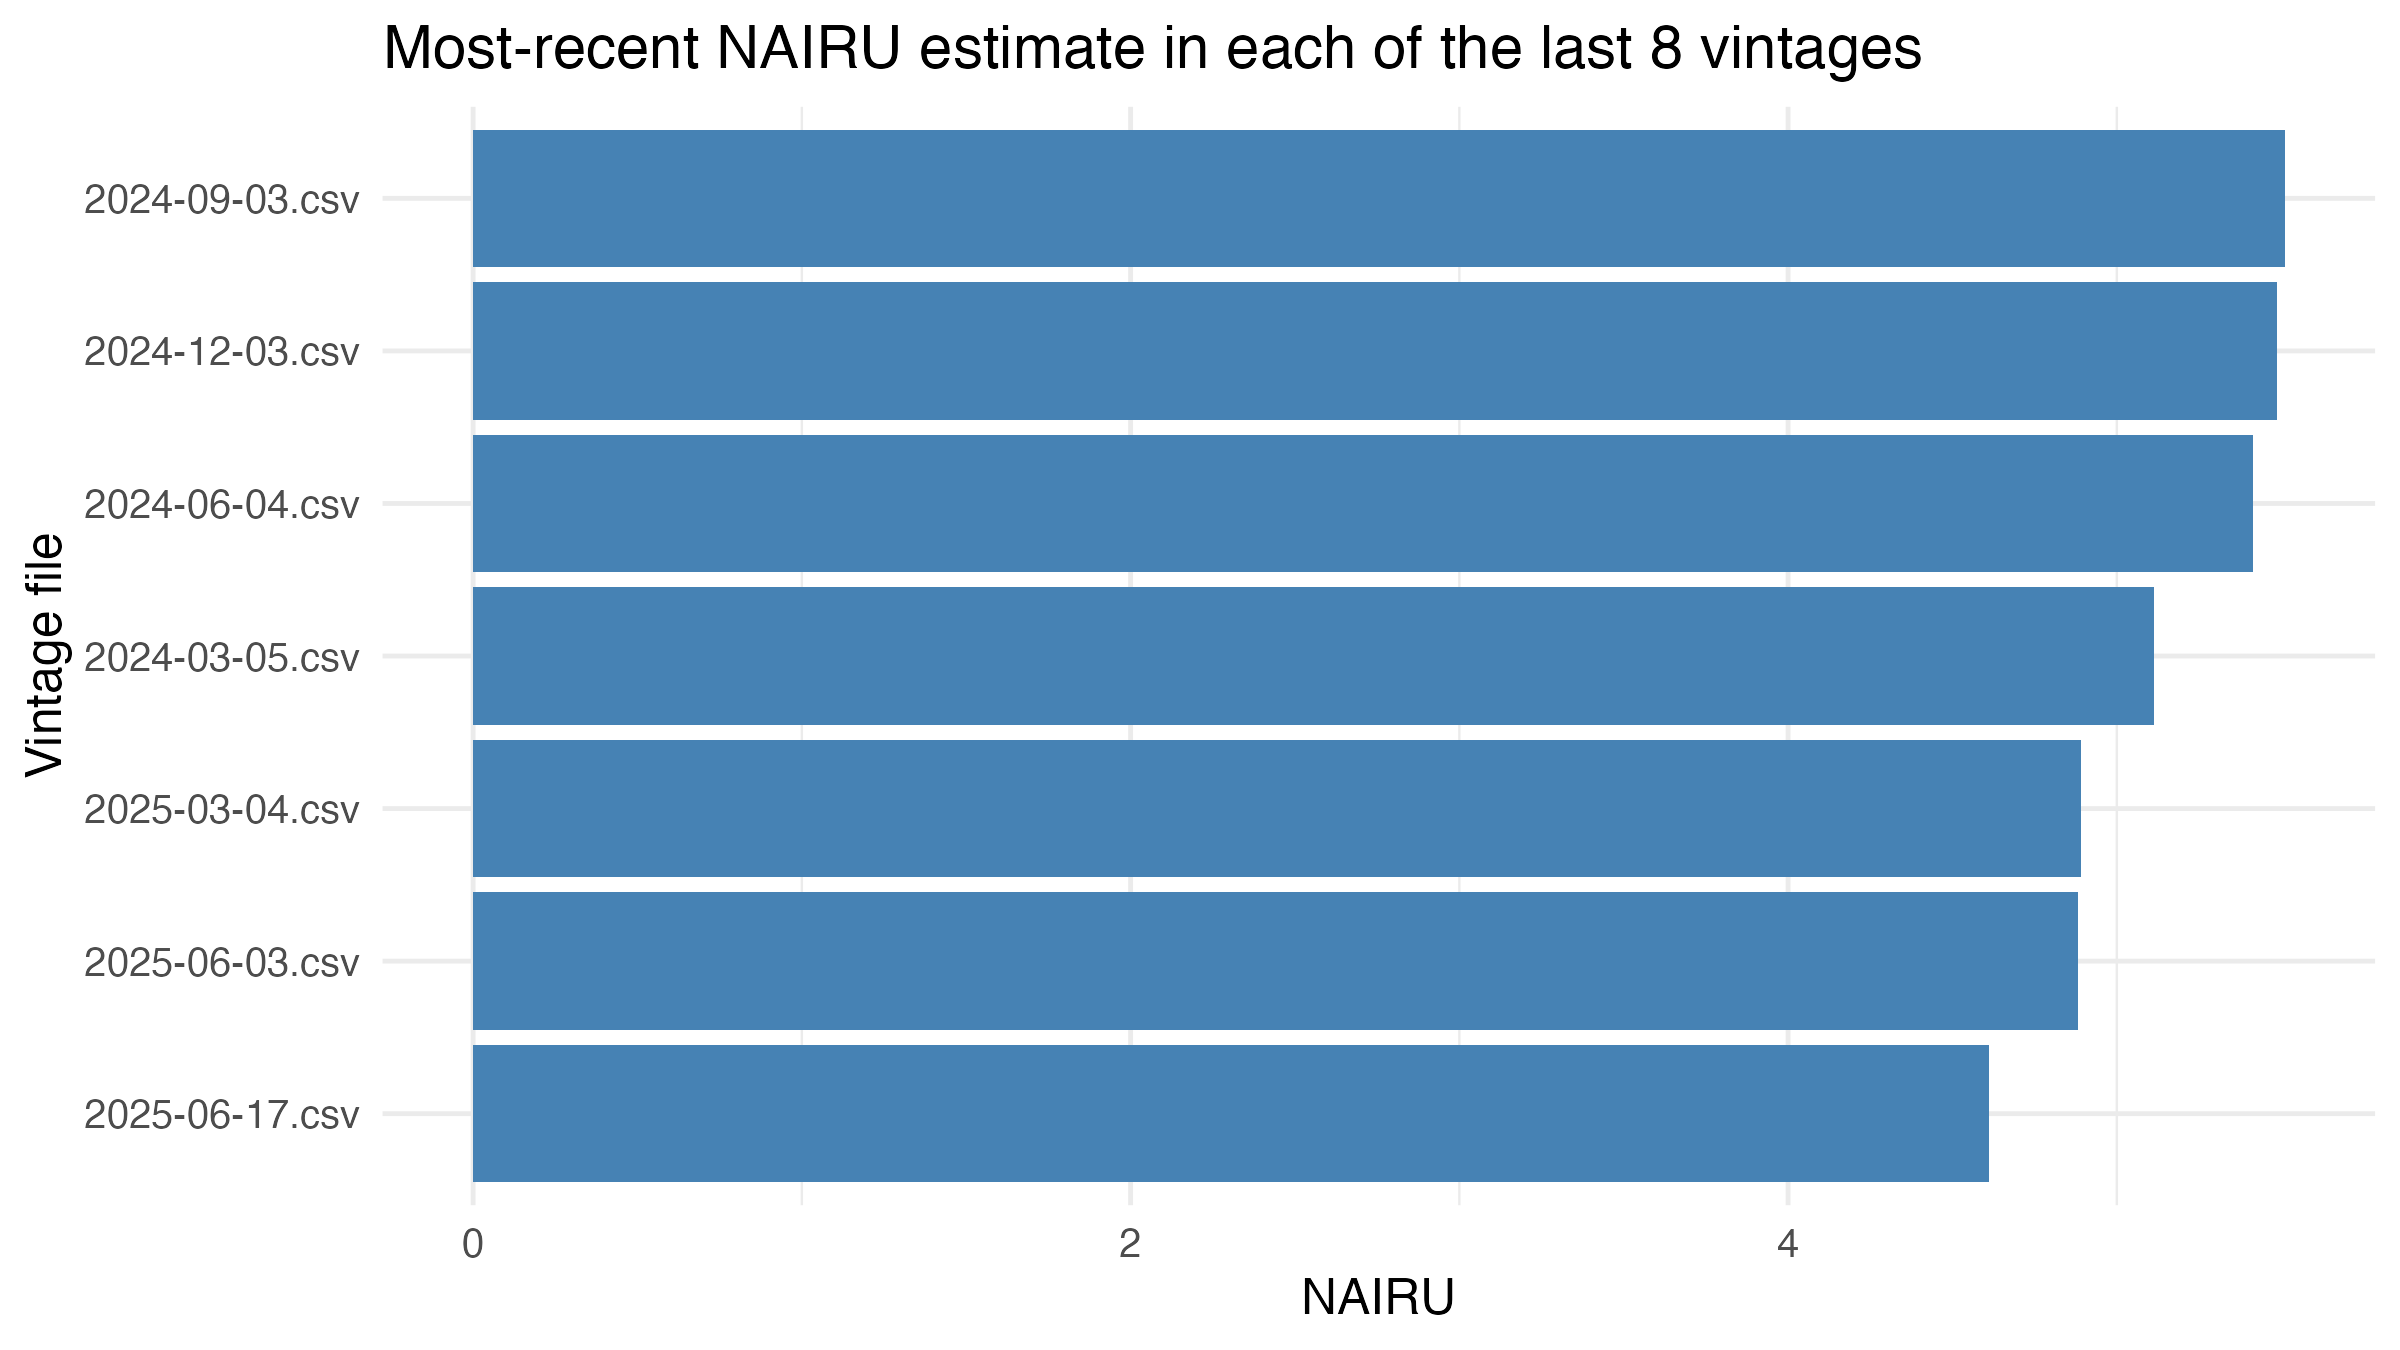 Most-recent NAIRU estimate in each of the last 8 vintages
Vintage file
2024-09-03.csv
2024-12-03.csv
2024-06-04.csv
2024-03-05.csv
2025-03-04.csv
2025-06-03.csv
2025-06-17.csv
0 2 4
NAIRU